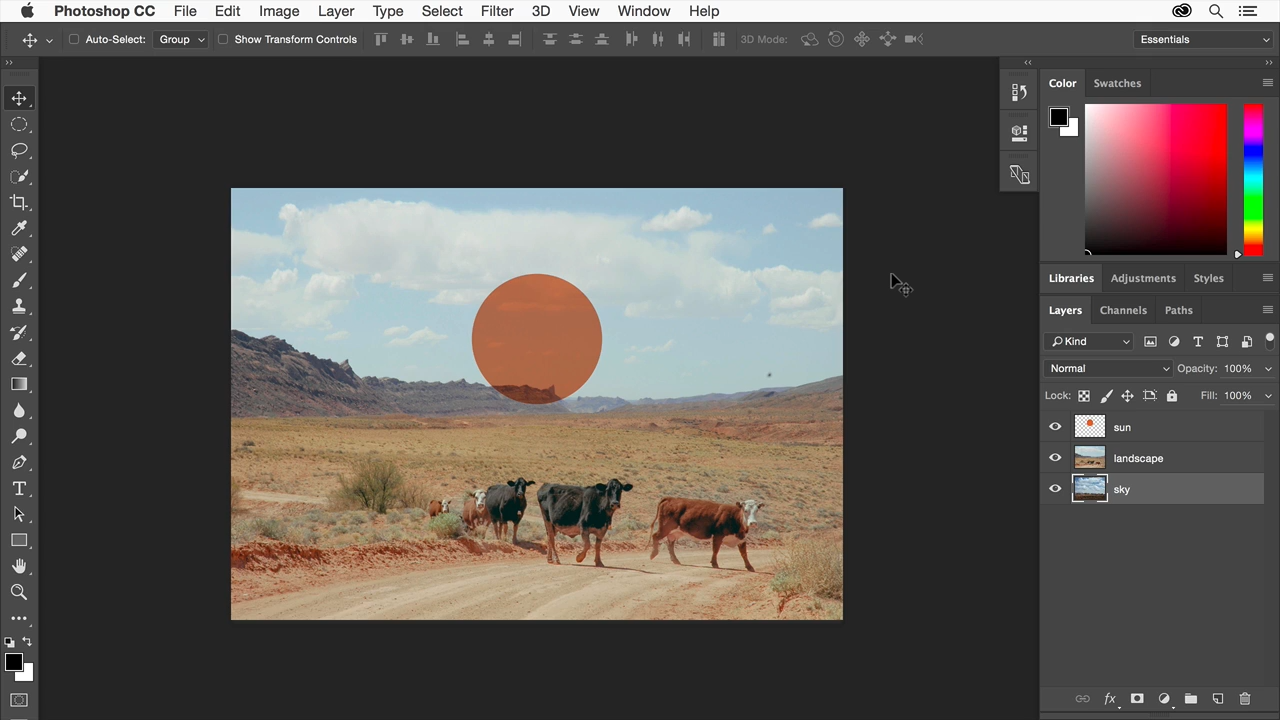 Photoshop CC File Edit Image Layer Type Select Filter 3D View Window Help
Auto-Select: Group Show Transform Controls 3D Mode: Essentials
Color Swatches
Libraries Adjustments Styles
Layers Channels Paths
Kind
Normal Opacity: 100%
Lock: Fill: 100%
sun
landscape
sky
fx